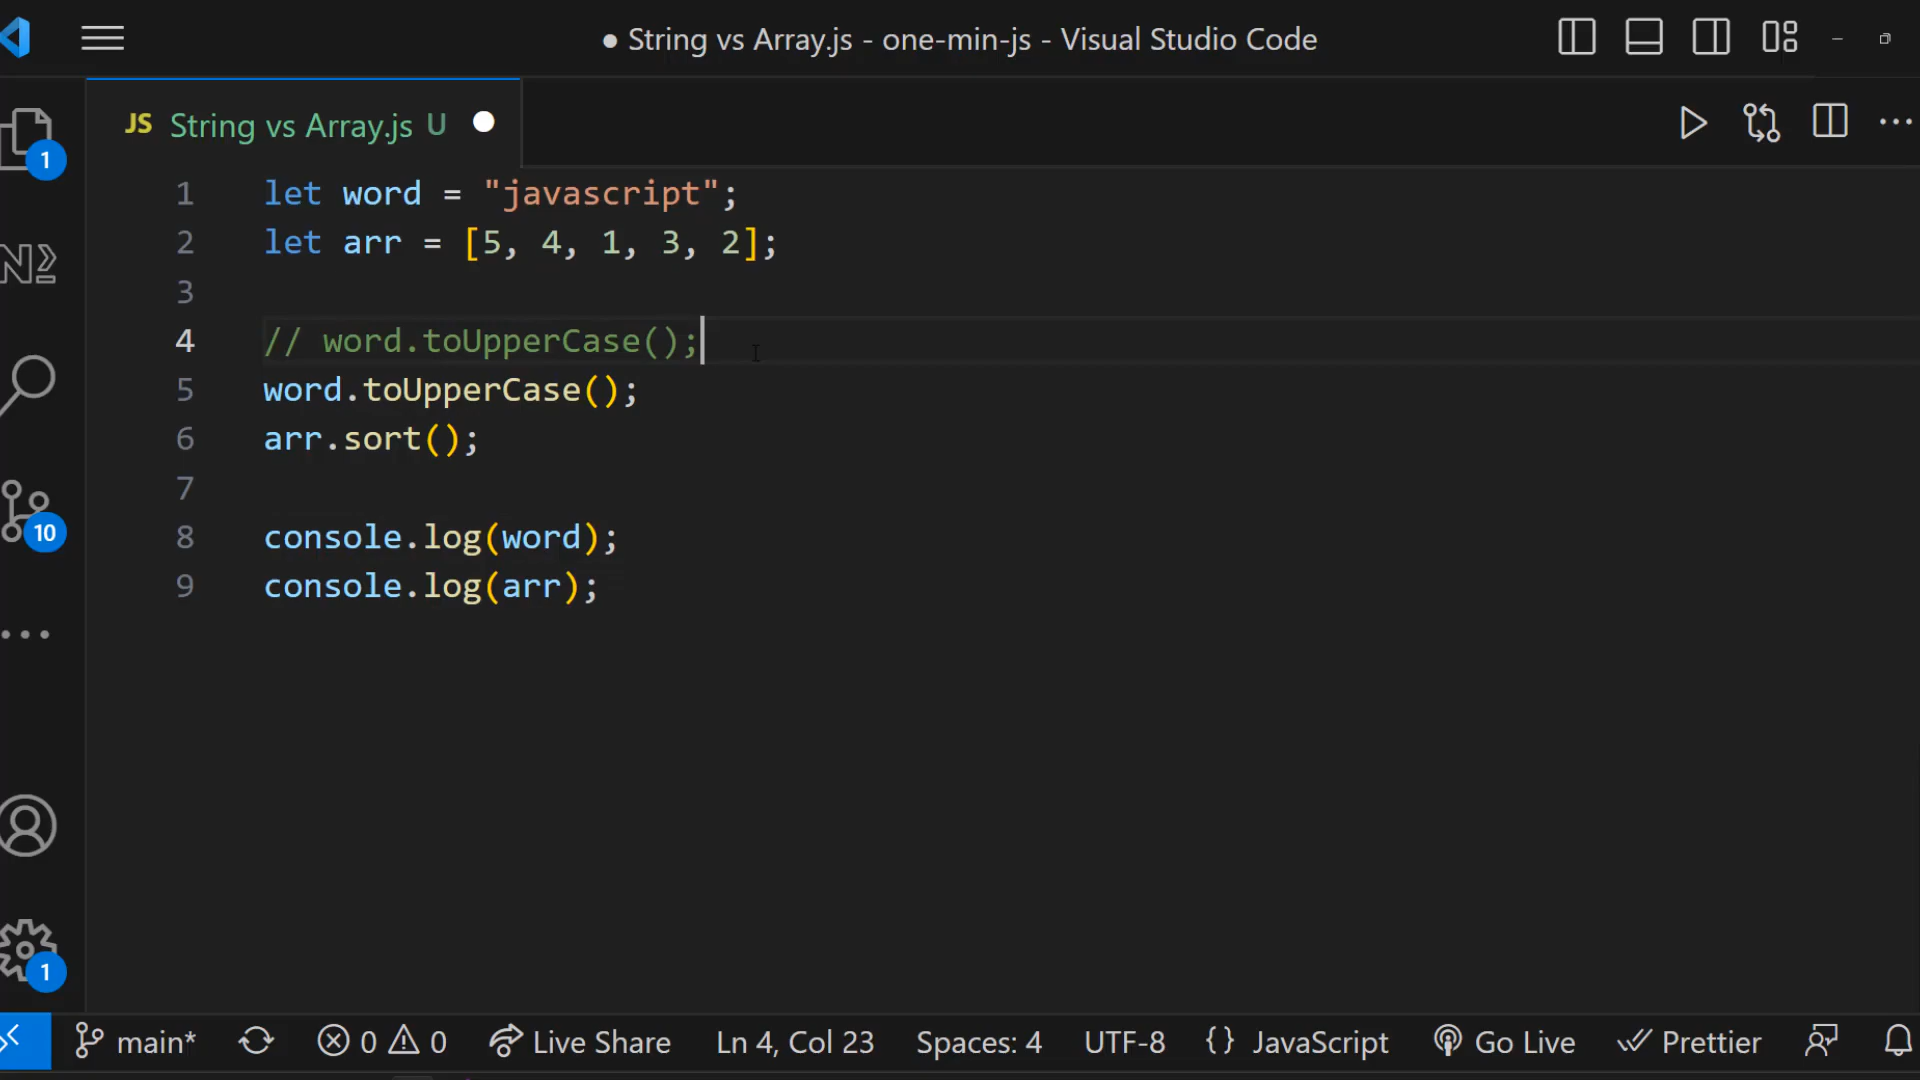 ● String vs Array.js - one-min-js - Visual Studio Code
JS String vs Array.js U ●
1
1 let word = "javascript";
2 let arr = [5, 4, 1, 3, 2];
3
4 // word.toUpperCase();
5 word.toUpperCase();
6 arr.sort();
7
8 console.log(word);
9 console.log(arr);
10
1
main* 0 0 Live Share Ln 4, Col 23 Spaces: 4 UTF-8 {} JavaScript Go Live Prettier